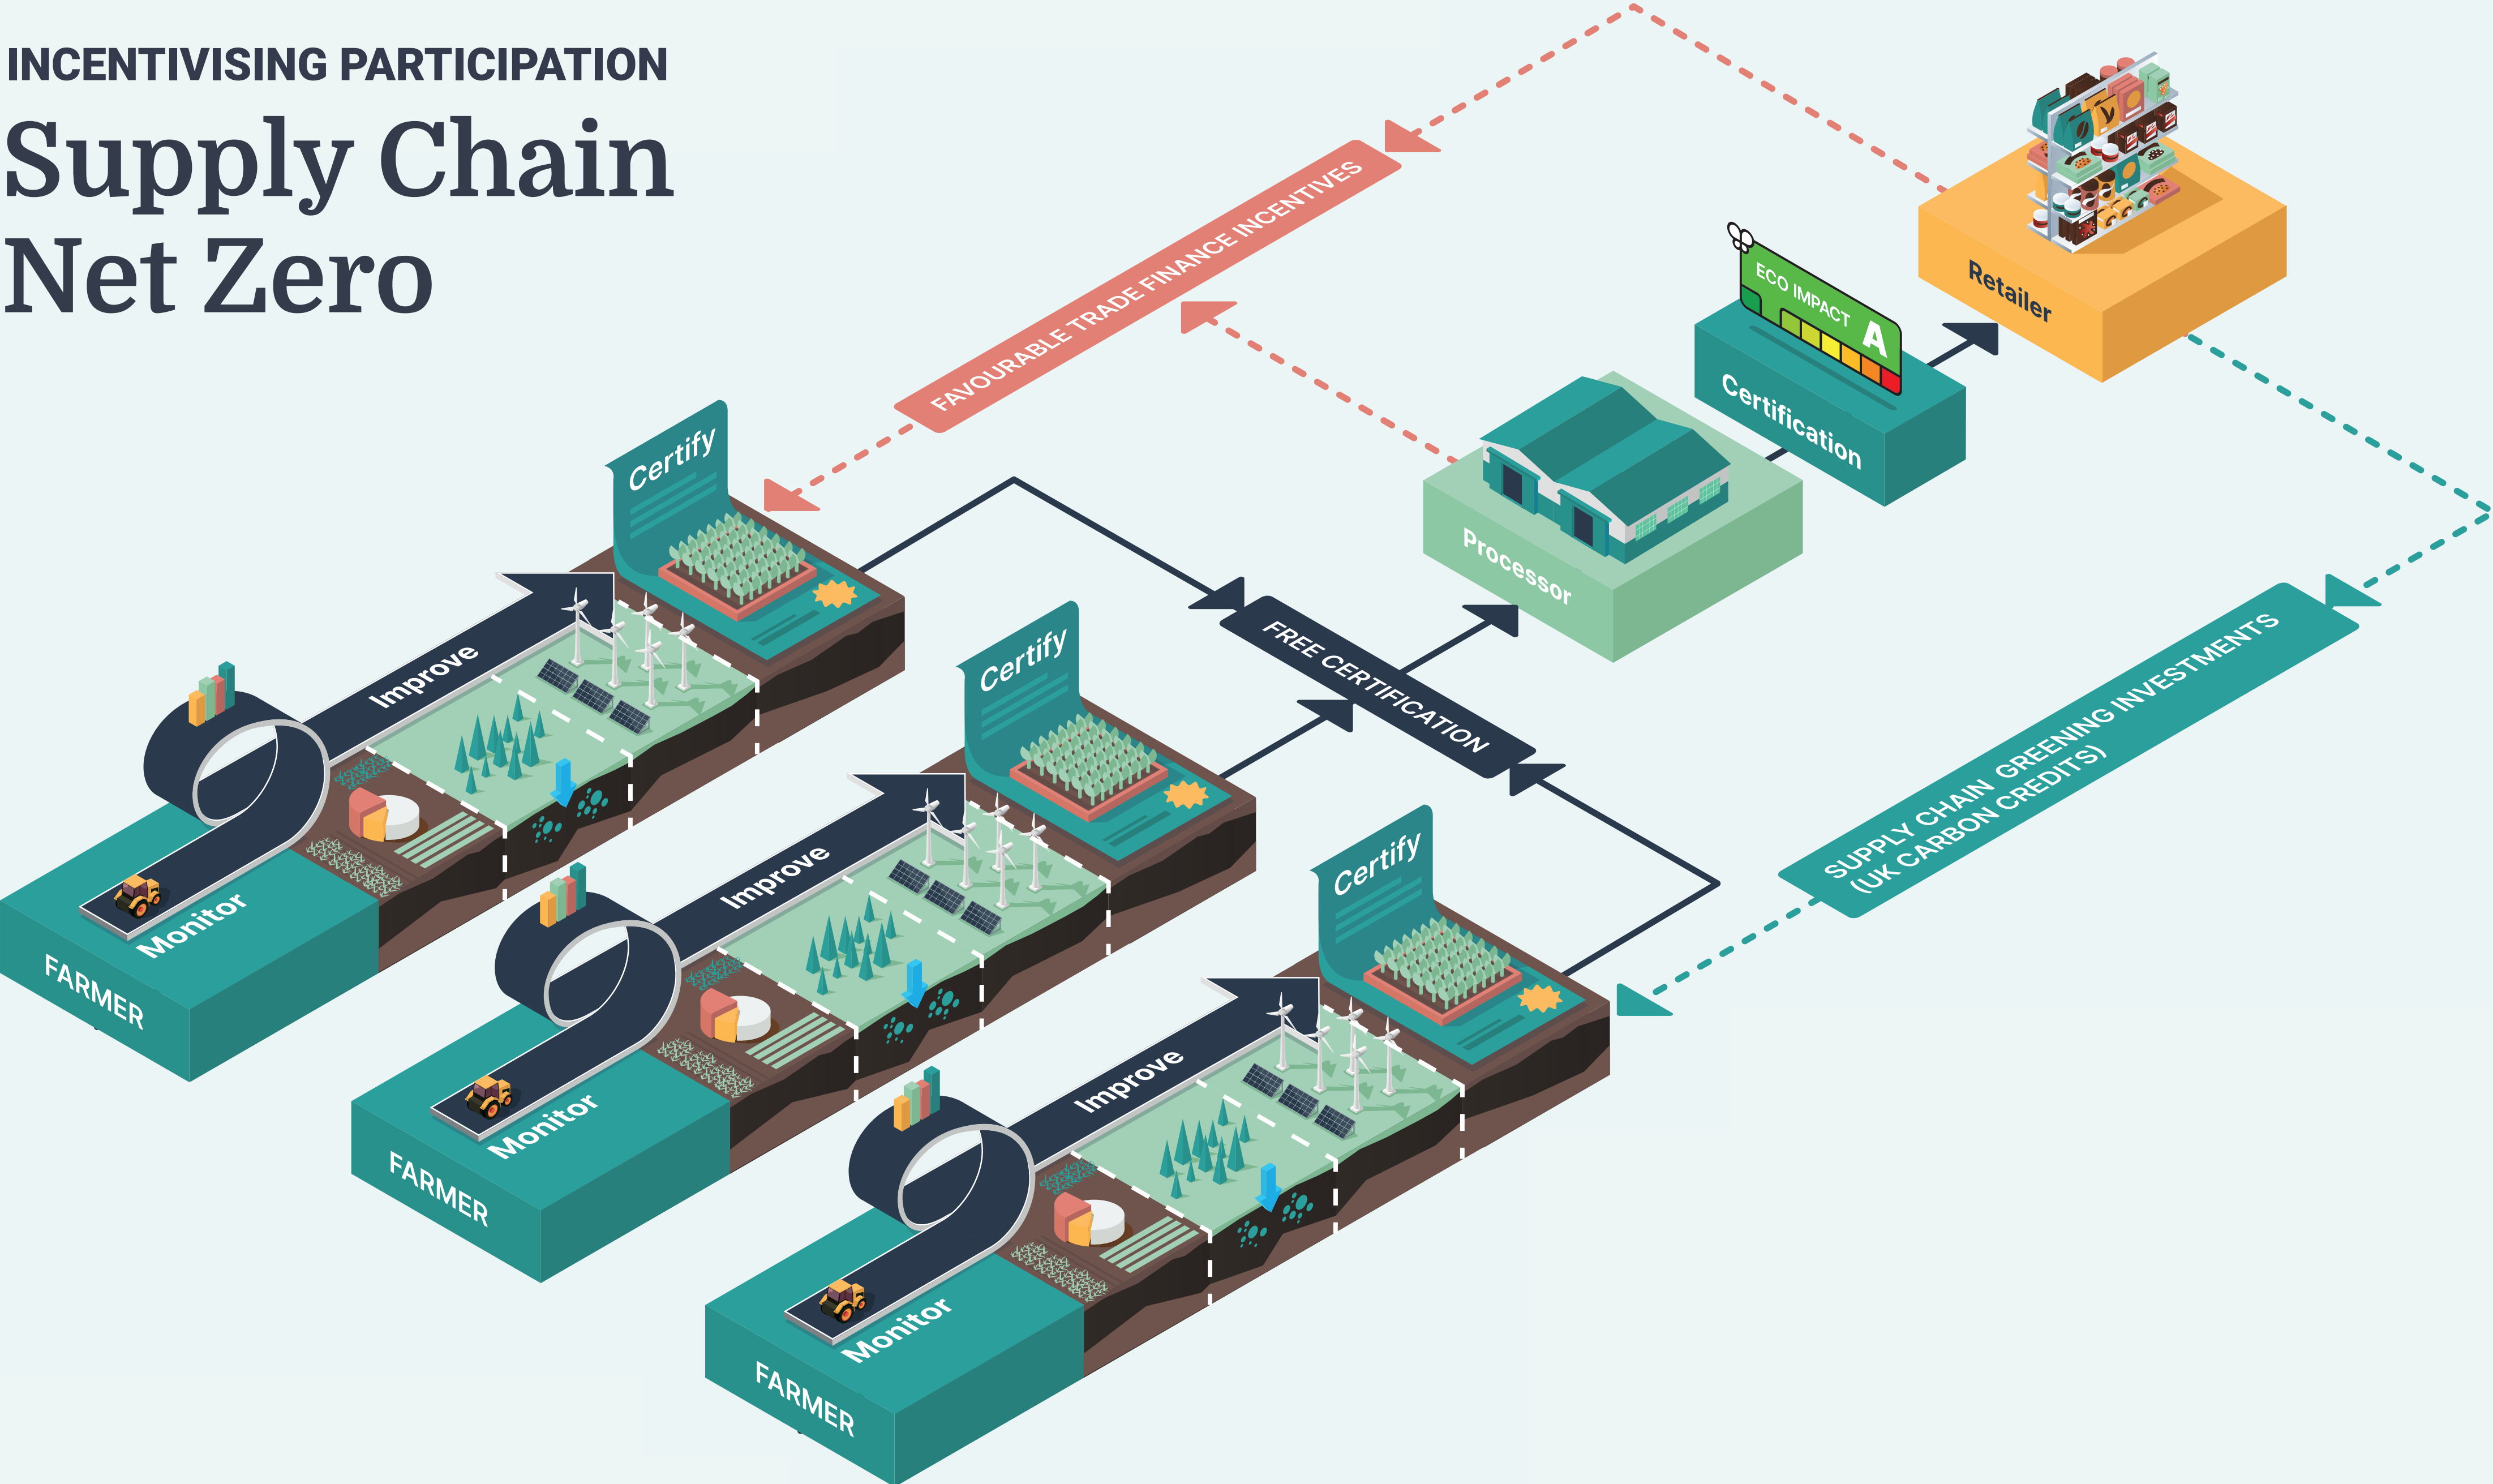 INCENTIVISING PARTICIPATION
Supply Chain
Net Zero
FAVOURABLE TRADE FINANCE INCENTIVES
Retailer
ECO IMPACT A
Certification
Processor
FREE CERTIFICATION
SUPPLY CHAIN GREENING INVESTMENTS
(UK CARBON CREDITS)
Certify
Improve
Monitor
FARMER
Certify
Improve
Monitor
FARMER
Certify
Improve
Monitor
FARMER